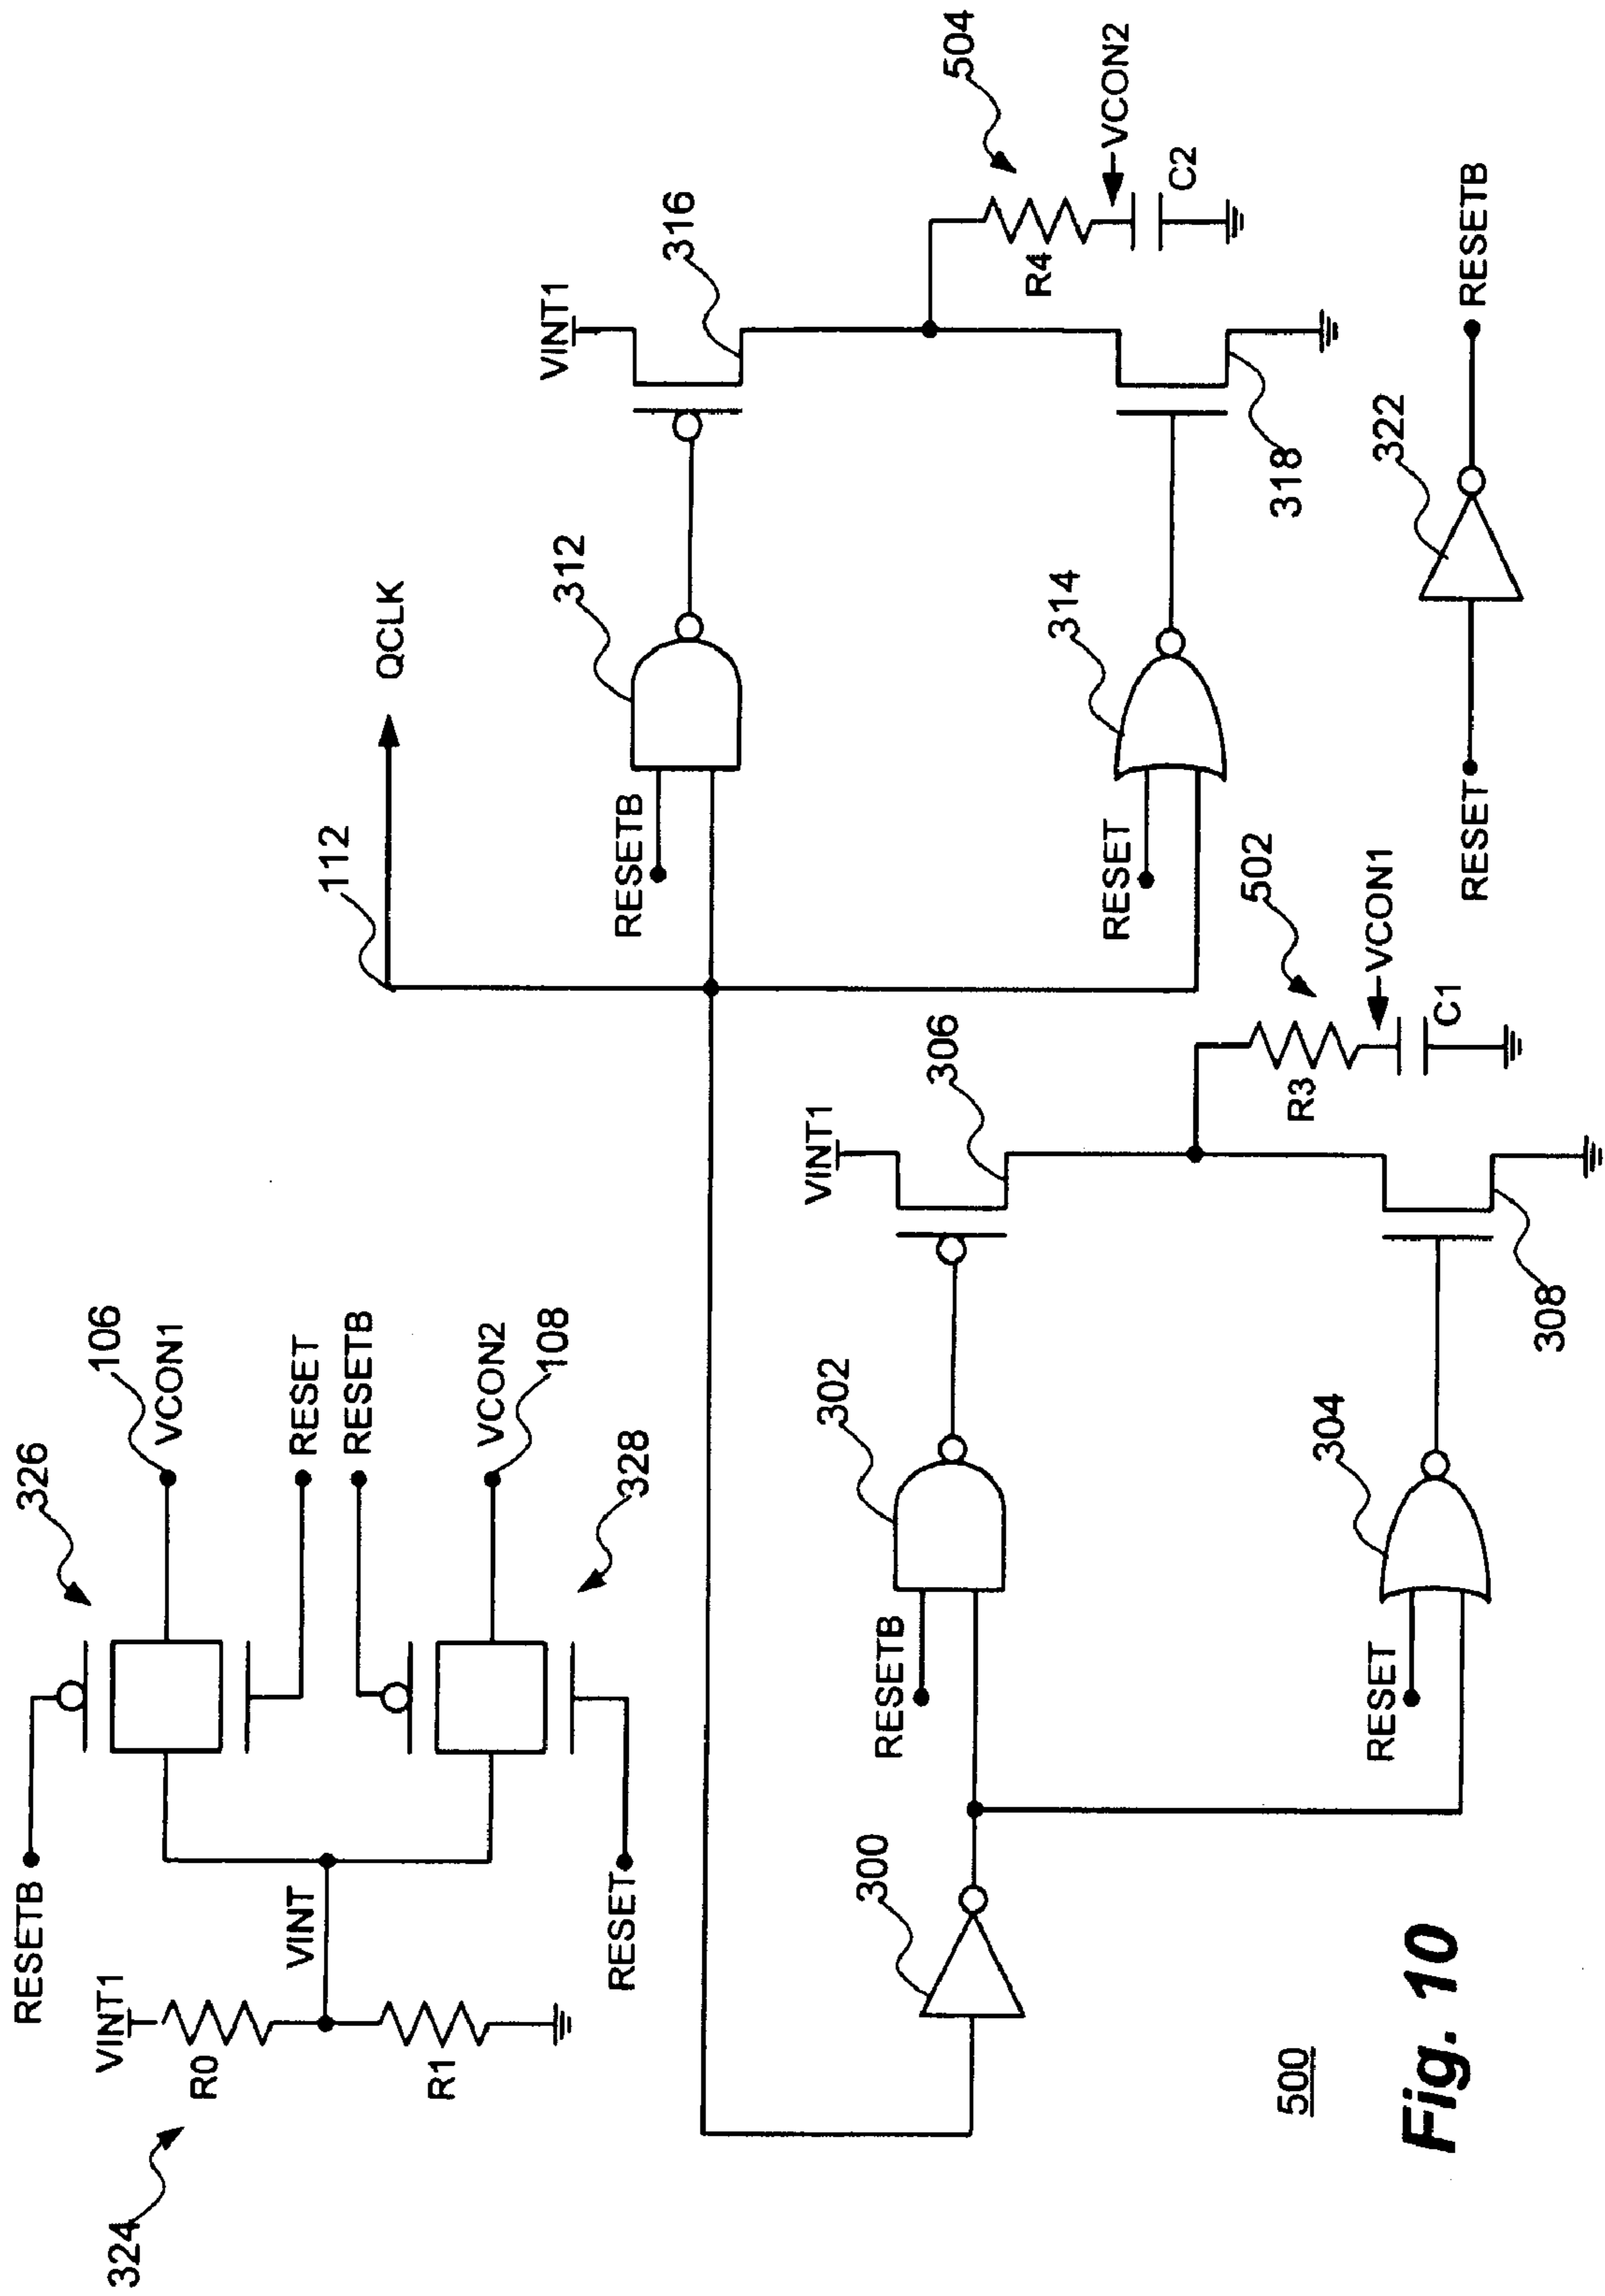 324
VINT1
R0
R1
VINT
RESETB
RESET
326
328
106
VCON1
RESET
RESETB
VCON2
108
112
QCLK
RESETB
312
VINT1
316
504
R4
VCON2
C2
RESET
314
318
300
RESETB
302
VINT1
306
502
R3
VCON1
C1
RESET
304
308
RESET
322
RESETB
500
Fig. 10